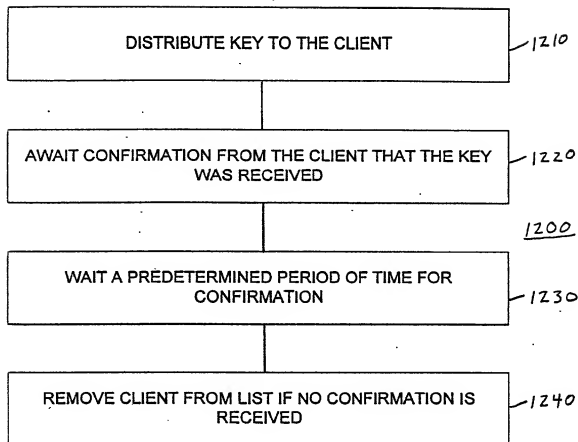 DISTRIBUTE KEY TO THE CLIENT
1210
AWAIT CONFIRMATION FROM THE CLIENT THAT THE KEY
WAS RECEIVED
1220
1200
WAIT A PREDETERMINED PERIOD OF TIME FOR
CONFIRMATION
1230
REMOVE CLIENT FROM LIST IF NO CONFIRMATION IS
RECEIVED
1240